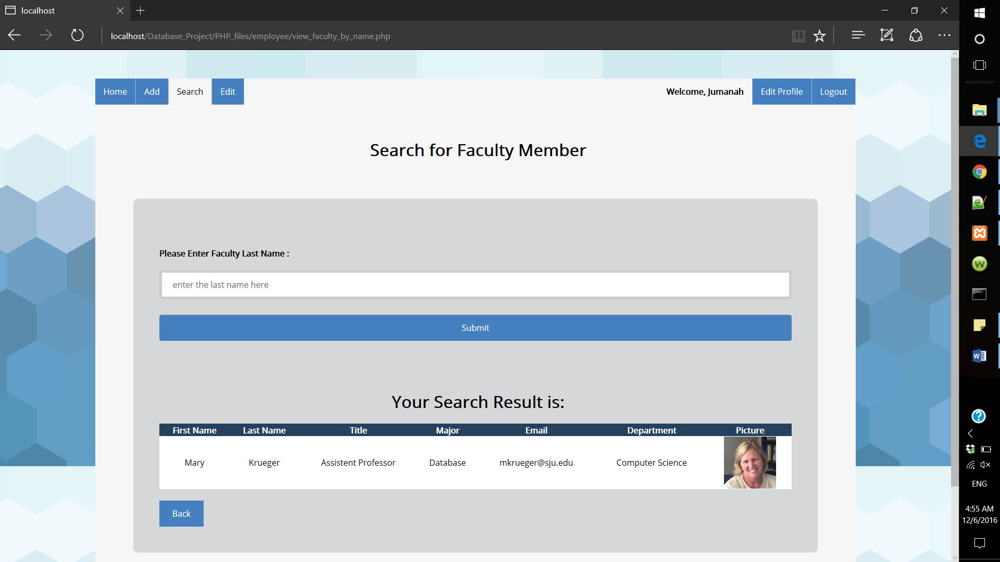 localhost
localhost/Database_Project/PHP_files/employee/view_faculty_by_name.php
Home Add Search Edit Welcome, Jumanah Edit Profile Logout
Search for Faculty Member
Please Enter Faculty Last Name :
enter the last name here
Submit
Your Search Result is:
First Name Last Name Title Major Email Department Picture
Mary Krueger Assistent Professor Database mkrueger@sju.edu Computer Science
Back
ENG
4:55 AM
12/6/2016